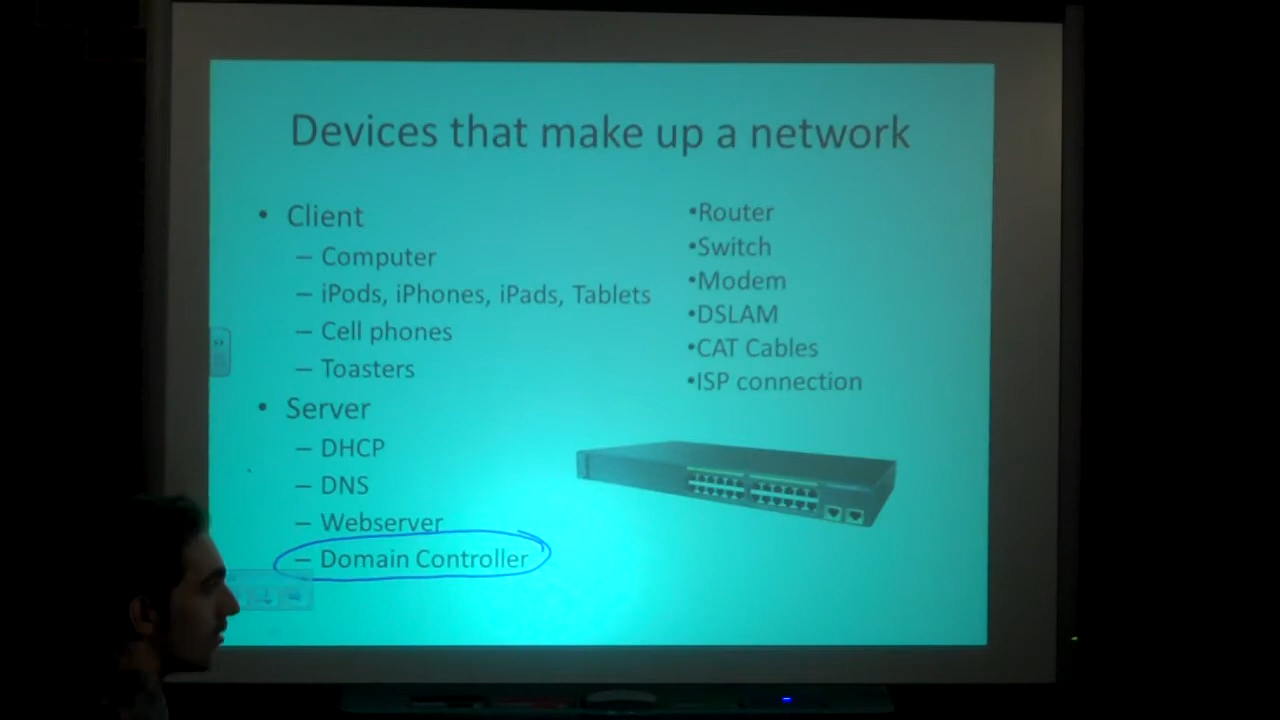 Devices that make up a network
• Client
– Computer
– iPods, iPhones, iPads, Tablets
– Cell phones
– Toasters
• Server
– DHCP
– DNS
– Webserver
– Domain Controller
•Router
•Switch
•Modem
•DSLAM
•CAT Cables
•ISP connection